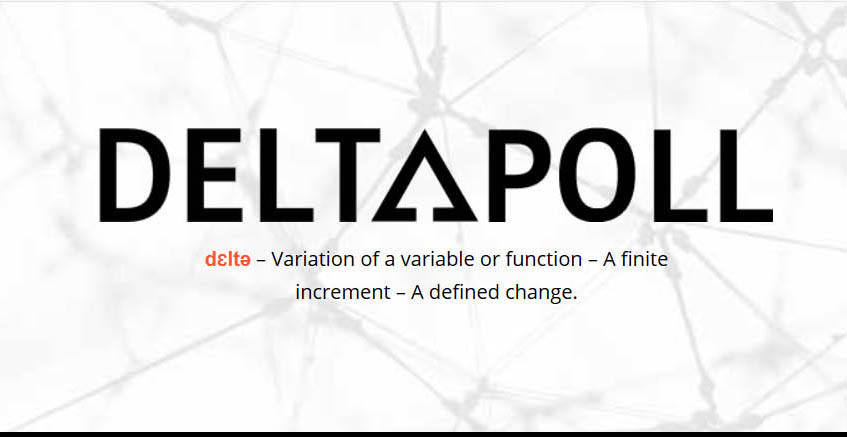 DELTAPOLL
dɛltə – Variation of a variable or function – A finite
increment – A defined change.